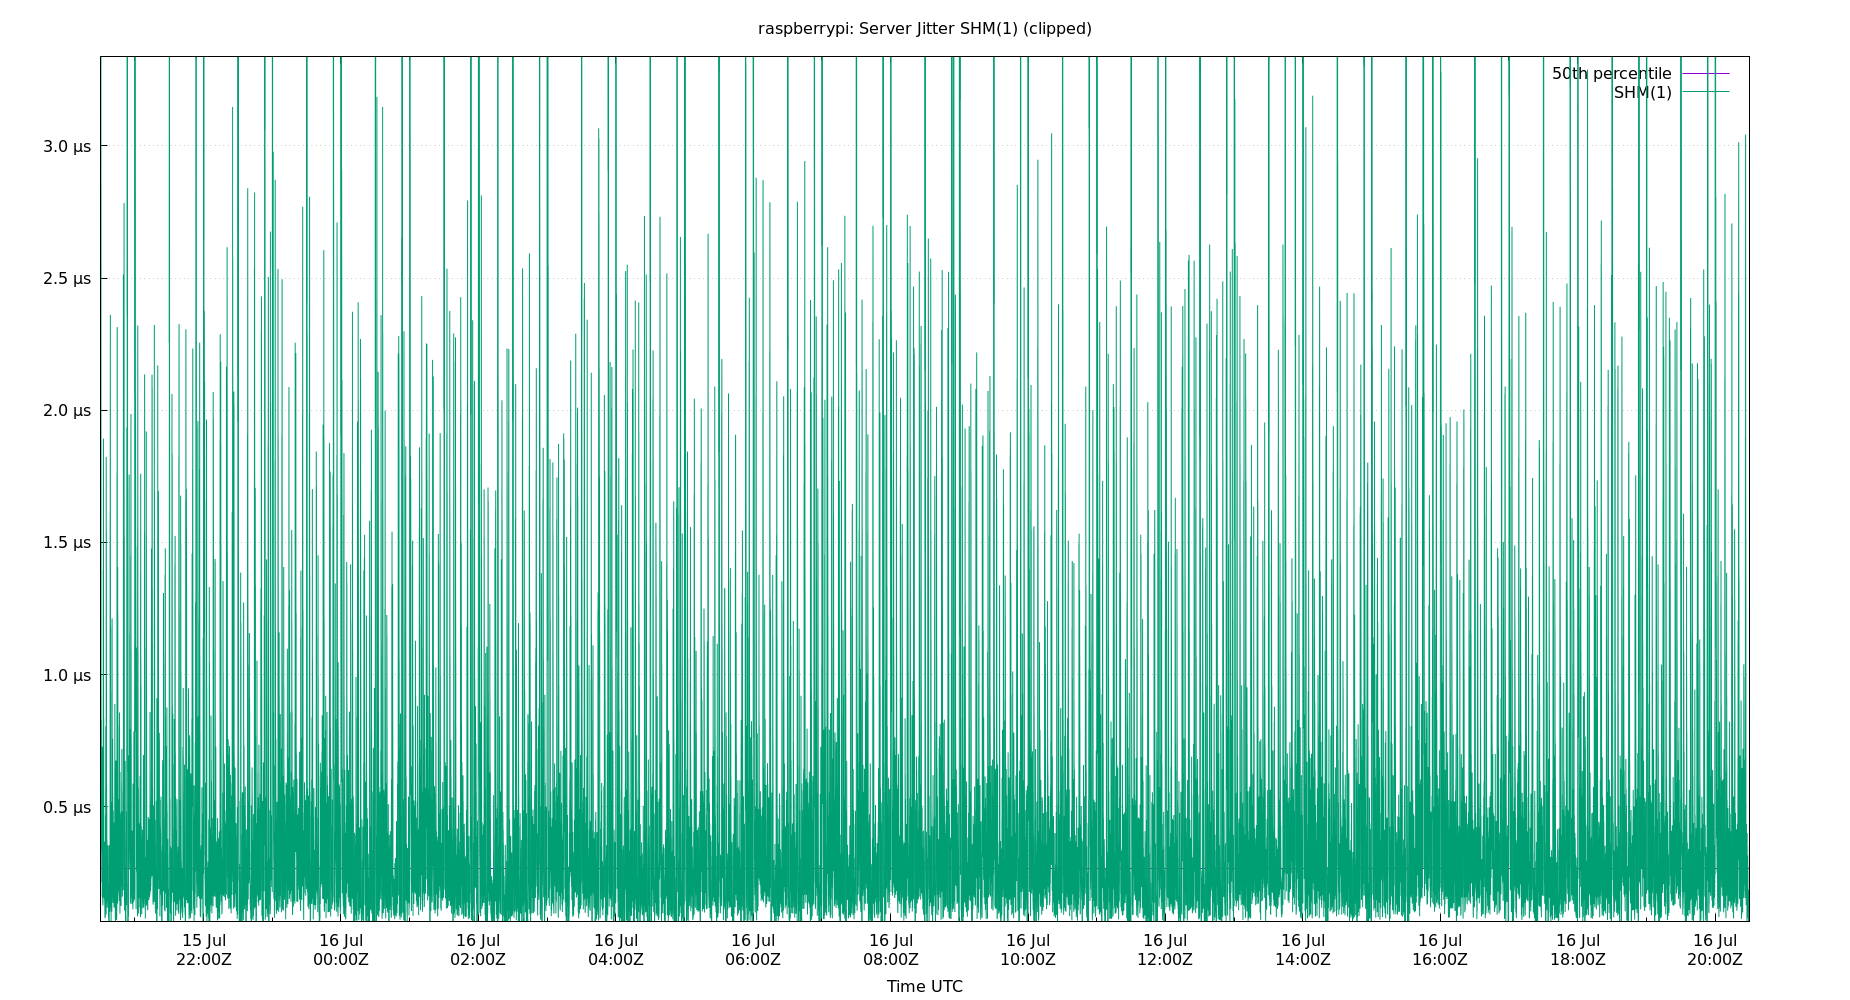 raspberrypi: Server Jitter SHM(1) (clipped)
50th percentile
SHM(1)
3.0 µs
2.5 µs
2.0 µs
1.5 µs
1.0 µs
0.5 µs
15 Jul 16 Jul 16 Jul 16 Jul 16 Jul 16 Jul 16 Jul 16 Jul 16 Jul 16 Jul 16 Jul 16 Jul
22:00Z 00:00Z 02:00Z 04:00Z 06:00Z 08:00Z 10:00Z 12:00Z 14:00Z 16:00Z 18:00Z 20:00Z
Time UTC